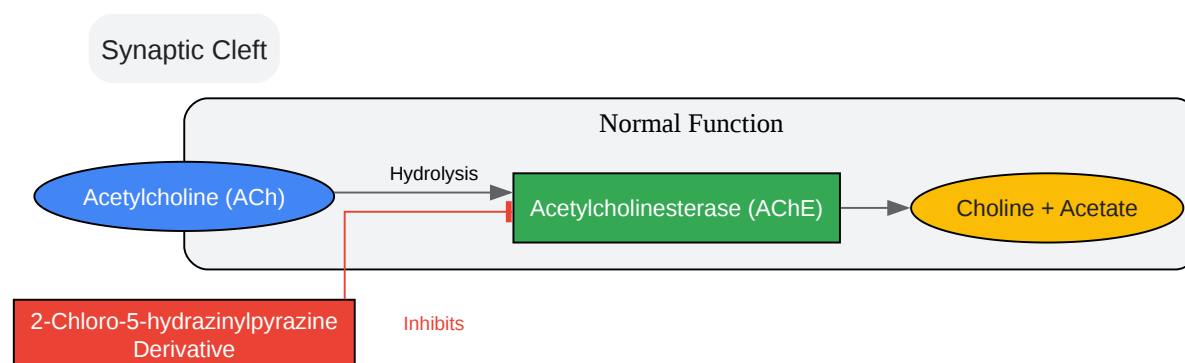 Synaptic Cleft
Normal Function
Hydrolysis
Acetylcholine (ACh)
Acetylcholinesterase (AChE)
Choline + Acetate
2-Chloro-5-hydrazinylpyrazine
Derivative
Inhibits